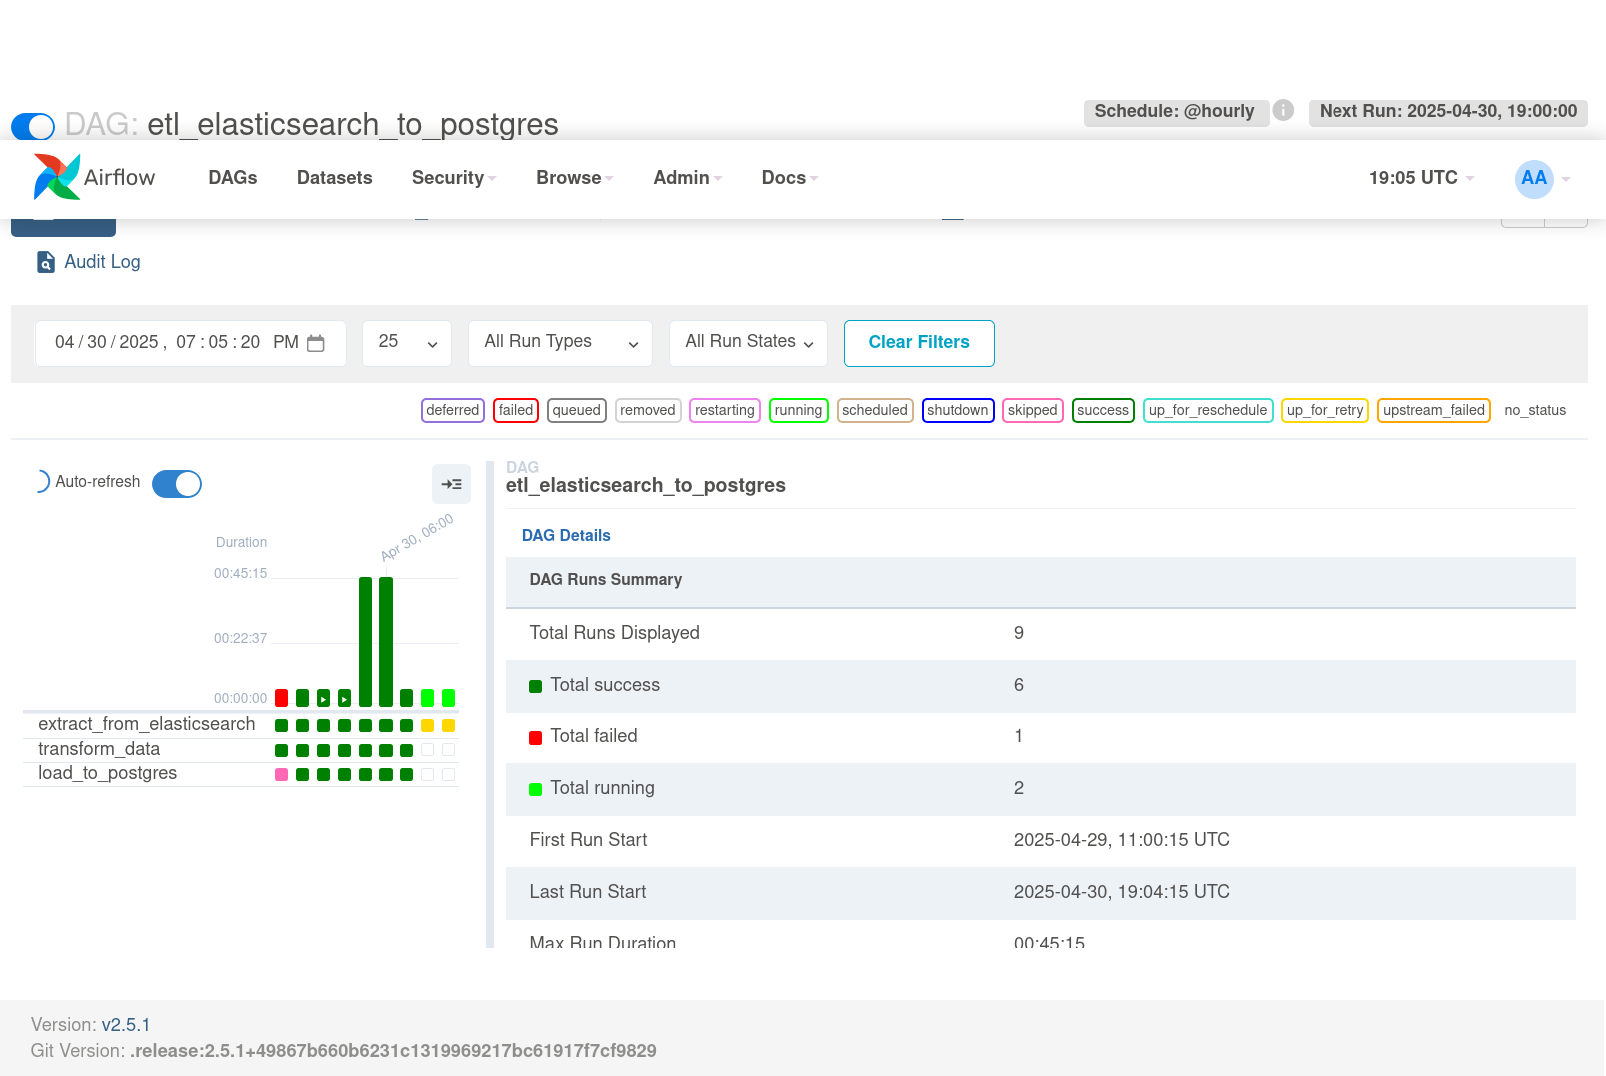 DAG: etl_elasticsearch_to_postgres
Schedule: @hourly
Next Run: 2025-04-30, 19:00:00
Airflow
DAGs
Datasets
Security
Browse
Admin
Docs
19:05 UTC
AA
Audit Log
04 / 30 / 2025 , 07 : 05 : 20 PM
25
All Run Types
All Run States
Clear Filters
deferred
failed
queued
removed
restarting
running
scheduled
shutdown
skipped
success
up_for_reschedule
up_for_retry
upstream_failed
no_status
Auto-refresh
Apr 30, 06:00
Duration
00:45:15
00:22:37
00:00:00
extract_from_elasticsearch
transform_data
load_to_postgres
DAG
etl_elasticsearch_to_postgres
DAG Details
DAG Runs Summary
Total Runs Displayed 9
Total success 6
Total failed 1
Total running 2
First Run Start 2025-04-29, 11:00:15 UTC
Last Run Start 2025-04-30, 19:04:15 UTC
Max Run Duration 00:45:15
Version: v2.5.1
Git Version: .release:2.5.1+49867b660b6231c1319969217bc61917f7cf9829